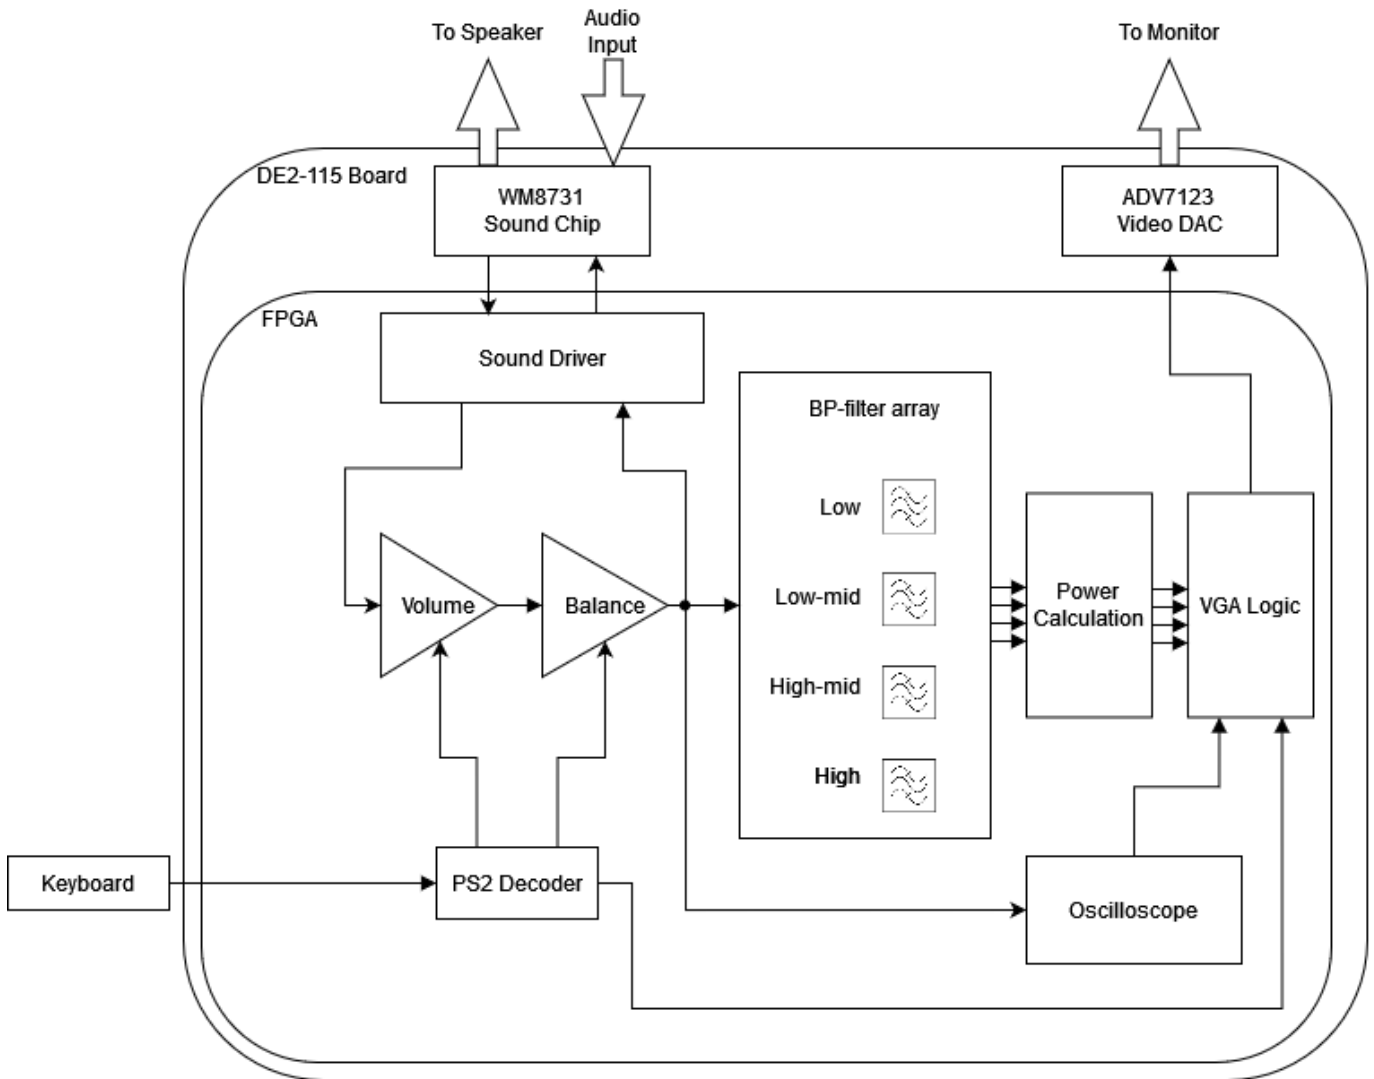 To Speaker
Audio
Input
To Monitor
DE2-115 Board
WM8731
Sound Chip
ADV7123
Video DAC
FPGA
Sound Driver
BP-filter array
Low
Low-mid
High-mid
High
Volume
Balance
Power
Calculation
VGA Logic
Keyboard
PS2 Decoder
Oscilloscope